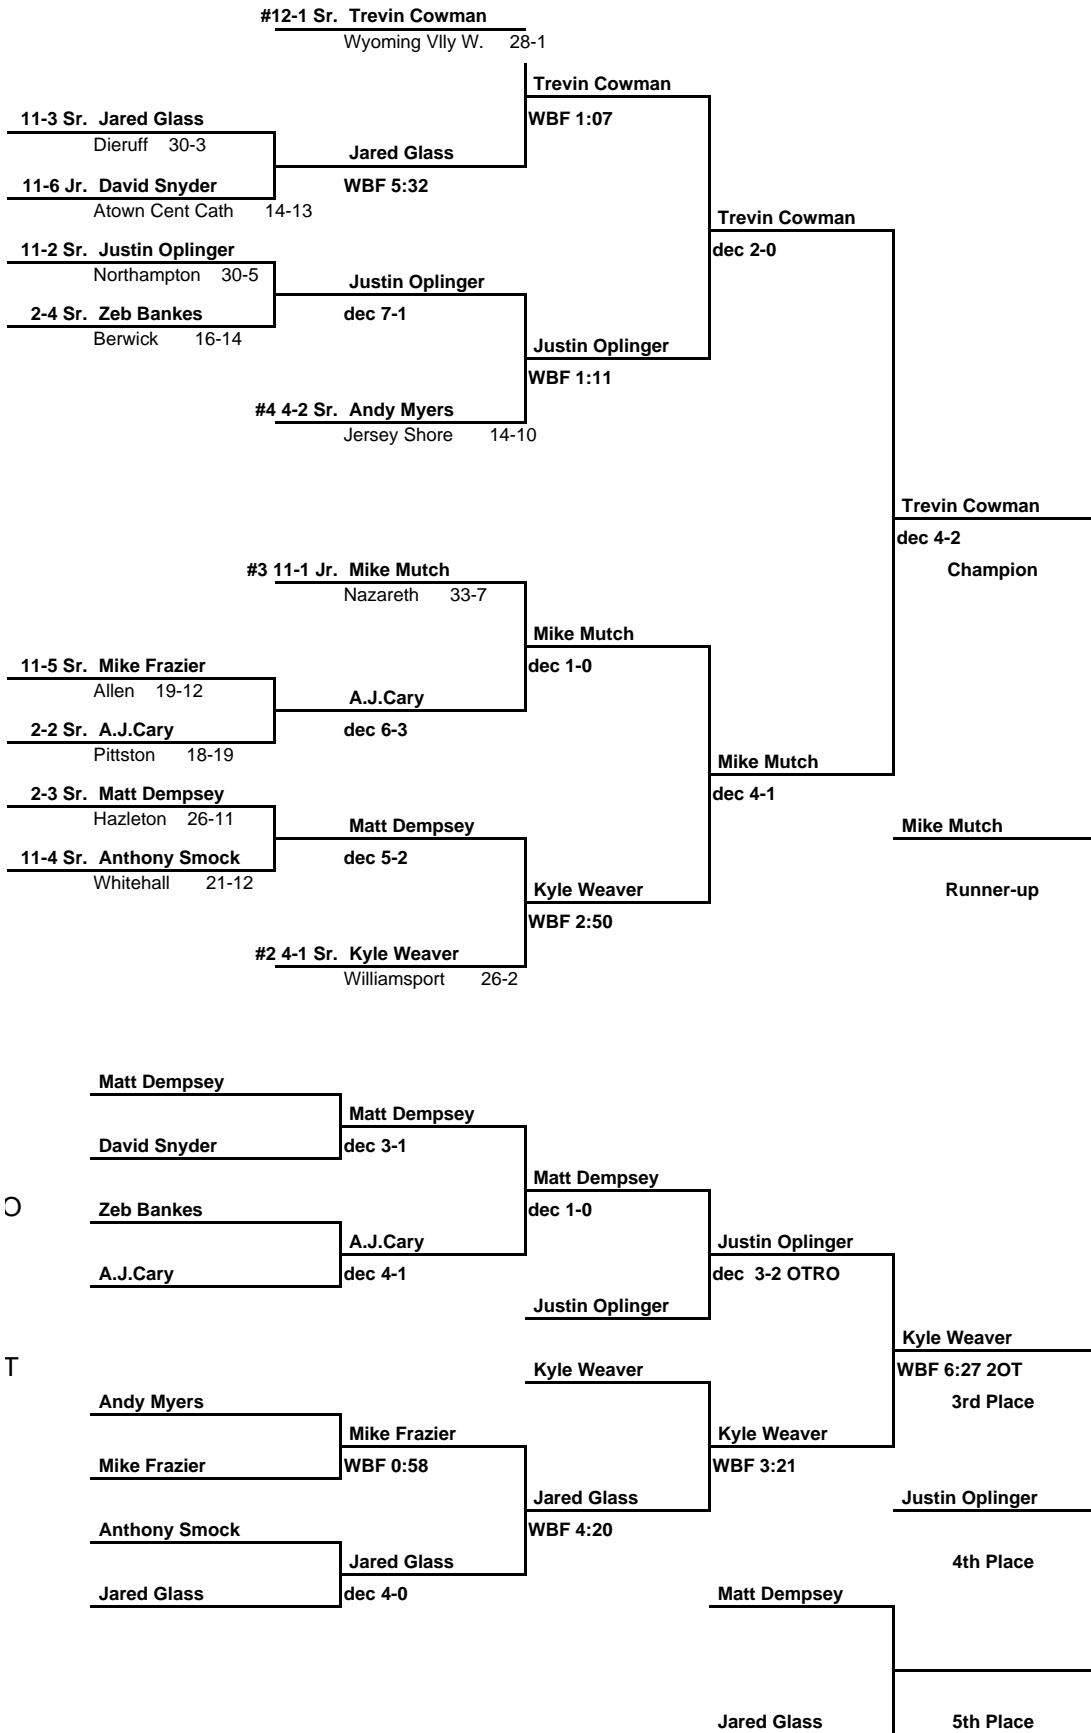 #12-1 Sr. Trevin Cowman
Wyoming Vlly W. 28-1
Trevin Cowman
WBF 1:07
11-3 Sr. Jared Glass
Dieruff 30-3
Jared Glass
WBF 5:32
11-6 Jr. David Snyder
Atown Cent Cath 14-13
Trevin Cowman
dec 2-0
11-2 Sr. Justin Oplinger
Northampton 30-5
Justin Oplinger
dec 7-1
2-4 Sr. Zeb Bankes
Berwick 16-14
Justin Oplinger
WBF 1:11
#4 4-2 Sr. Andy Myers
Jersey Shore 14-10
Trevin Cowman
dec 4-2
Champion
#3 11-1 Jr. Mike Mutch
Nazareth 33-7
Mike Mutch
dec 1-0
11-5 Sr. Mike Frazier
Allen 19-12
A.J.Cary
dec 6-3
2-2 Sr. A.J.Cary
Pittston 18-19
Mike Mutch
dec 4-1
2-3 Sr. Matt Dempsey
Hazleton 26-11
Matt Dempsey
dec 5-2
Mike Mutch
Runner-up
11-4 Sr. Anthony Smock
Whitehall 21-12
Kyle Weaver
WBF 2:50
#2 4-1 Sr. Kyle Weaver
Williamsport 26-2
Matt Dempsey
Matt Dempsey
dec 3-1
David Snyder
Matt Dempsey
dec 1-0
O
Zeb Bankes
A.J.Cary
dec 4-1
A.J.Cary
Justin Oplinger
dec 3-2 OTRO
Justin Oplinger
Kyle Weaver
WBF 6:27 2OT
3rd Place
T
Kyle Weaver
Andy Myers
Mike Frazier
WBF 0:58
Mike Frazier
Kyle Weaver
WBF 3:21
Jared Glass
WBF 4:20
Justin Oplinger
4th Place
Anthony Smock
Jared Glass
dec 4-0
Jared Glass
Matt Dempsey
Jared Glass
5th Place